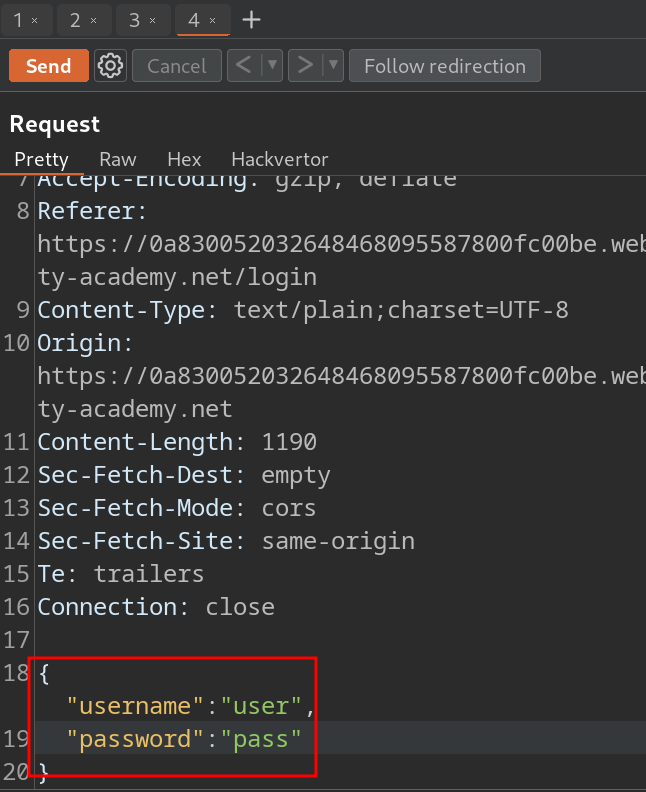 1 × 2 × 3 × 4 × +
Send Cancel < ▼ > ▼ Follow redirection
Request
Pretty Raw Hex Hackvertor
7 Accept-Encoding: gzip, deflate
8 Referer:
https://0a8300520326484680955878​00fc00be.web
ty-academy.net/login
9 Content-Type: text/plain;charset=UTF-8
10 Origin:
https://0a830052032648468095587800fc00be.web
ty-academy.net
11 Content-Length: 1190
12 Sec-Fetch-Dest: empty
13 Sec-Fetch-Mode: cors
14 Sec-Fetch-Site: same-origin
15 Te: trailers
16 Connection: close
17
18 {
"username":"user",
19 "password":"pass"
20 }